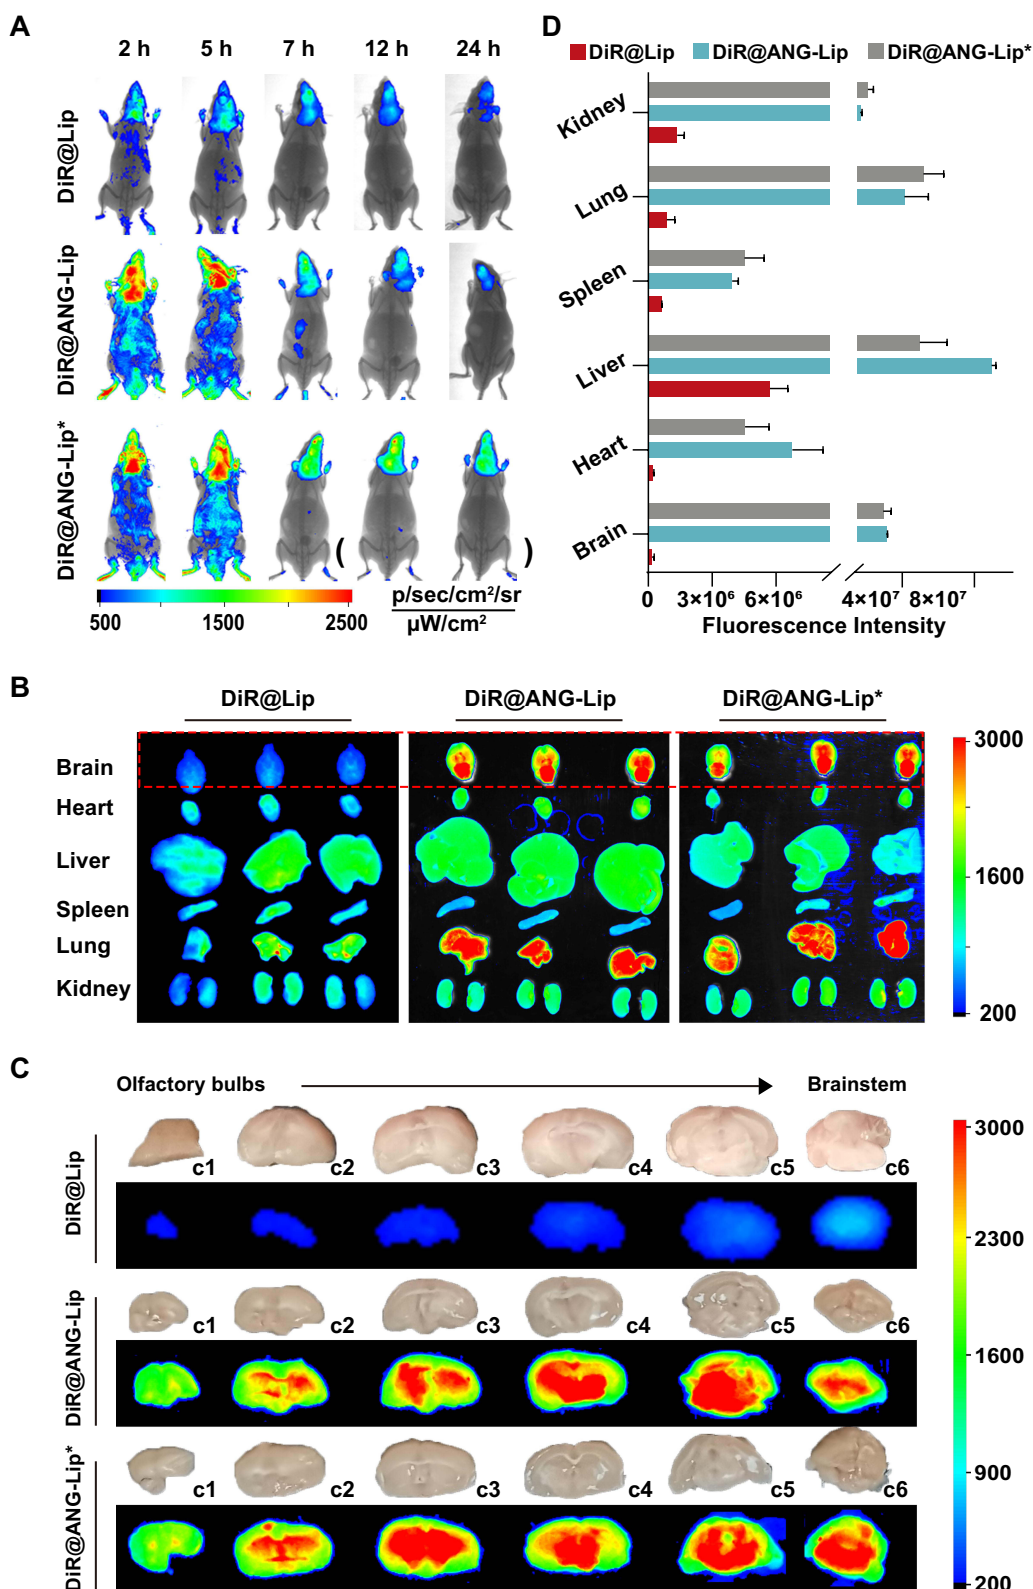 A
2 h 5 h 7 h 12 h 24 h
DiR@Lip
DiR@ANG-Lip
DiR@ANG-Lip*
( )
500 1500 2500
p/sec/cm²/sr
µW/cm²
D
DiR@Lip DiR@ANG-Lip DiR@ANG-Lip*
Kidney
Lung
Spleen
Liver
Heart
Brain
0 3×10⁶ 6×10⁶ 4×10⁷ 8×10⁷
Fluorescence Intensity
B
DiR@Lip DiR@ANG-Lip DiR@ANG-Lip*
Brain
Heart
Liver
Spleen
Lung
Kidney
3000
1600
200
C
Olfactory bulbs Brainstem
DiR@Lip
c1 c2 c3 c4 c5 c6
DiR@ANG-Lip
c1 c2 c3 c4 c5 c6
DiR@ANG-Lip*
c1 c2 c3 c4 c5 c6
3000
2300
1600
900
200